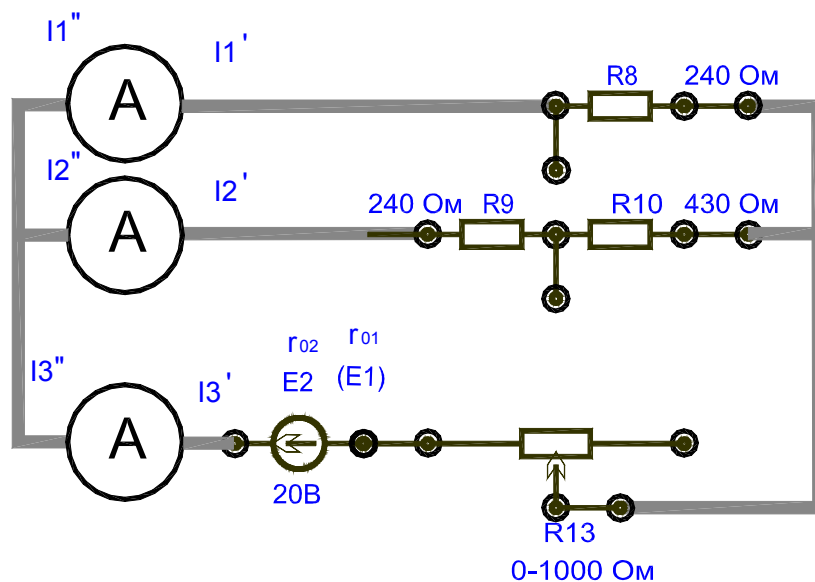 I1" I1'
A R8 240 Ом
I2" I2'
A 240 Ом R9 R10 430 Ом
r02 r01
I3" I3' E2 (E1)
A
20В
R13
0-1000 Ом